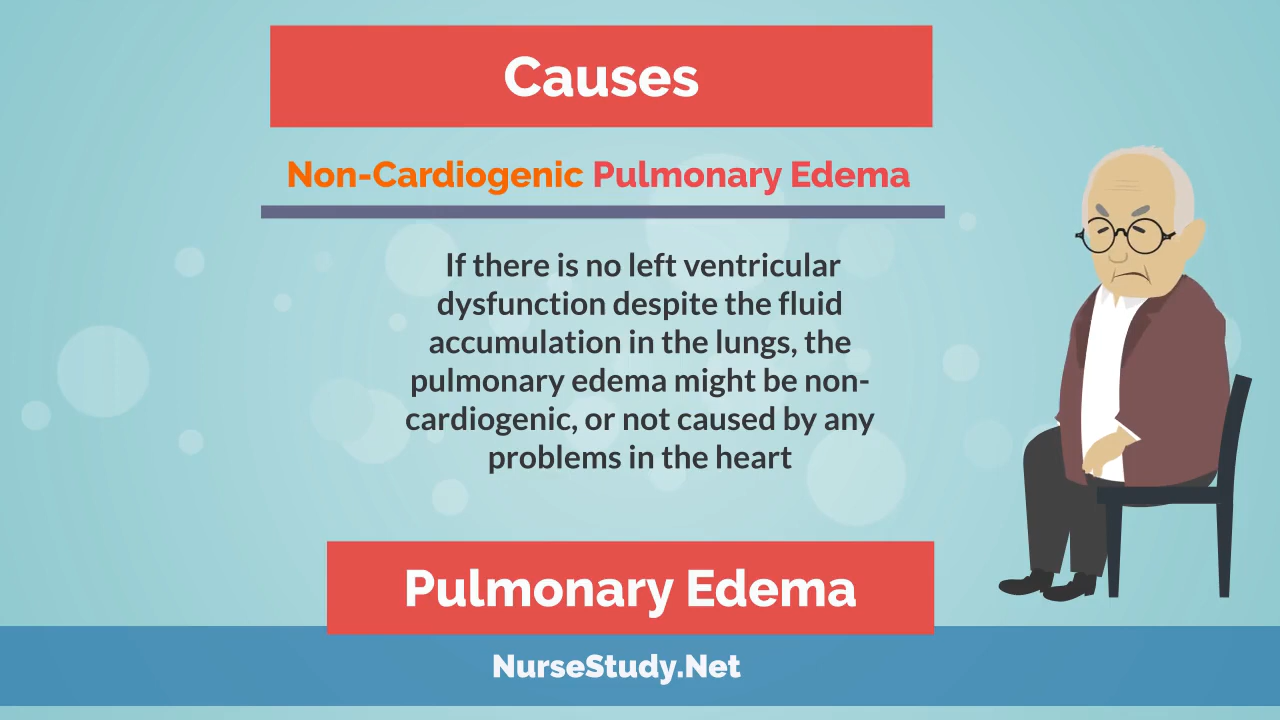 Causes
Non-Cardiogenic Pulmonary Edema
If there is no left ventricular
dysfunction despite the fluid
accumulation in the lungs, the
pulmonary edema might be non-
cardiogenic, or not caused by any
problems in the heart
Pulmonary Edema
NurseStudy.Net